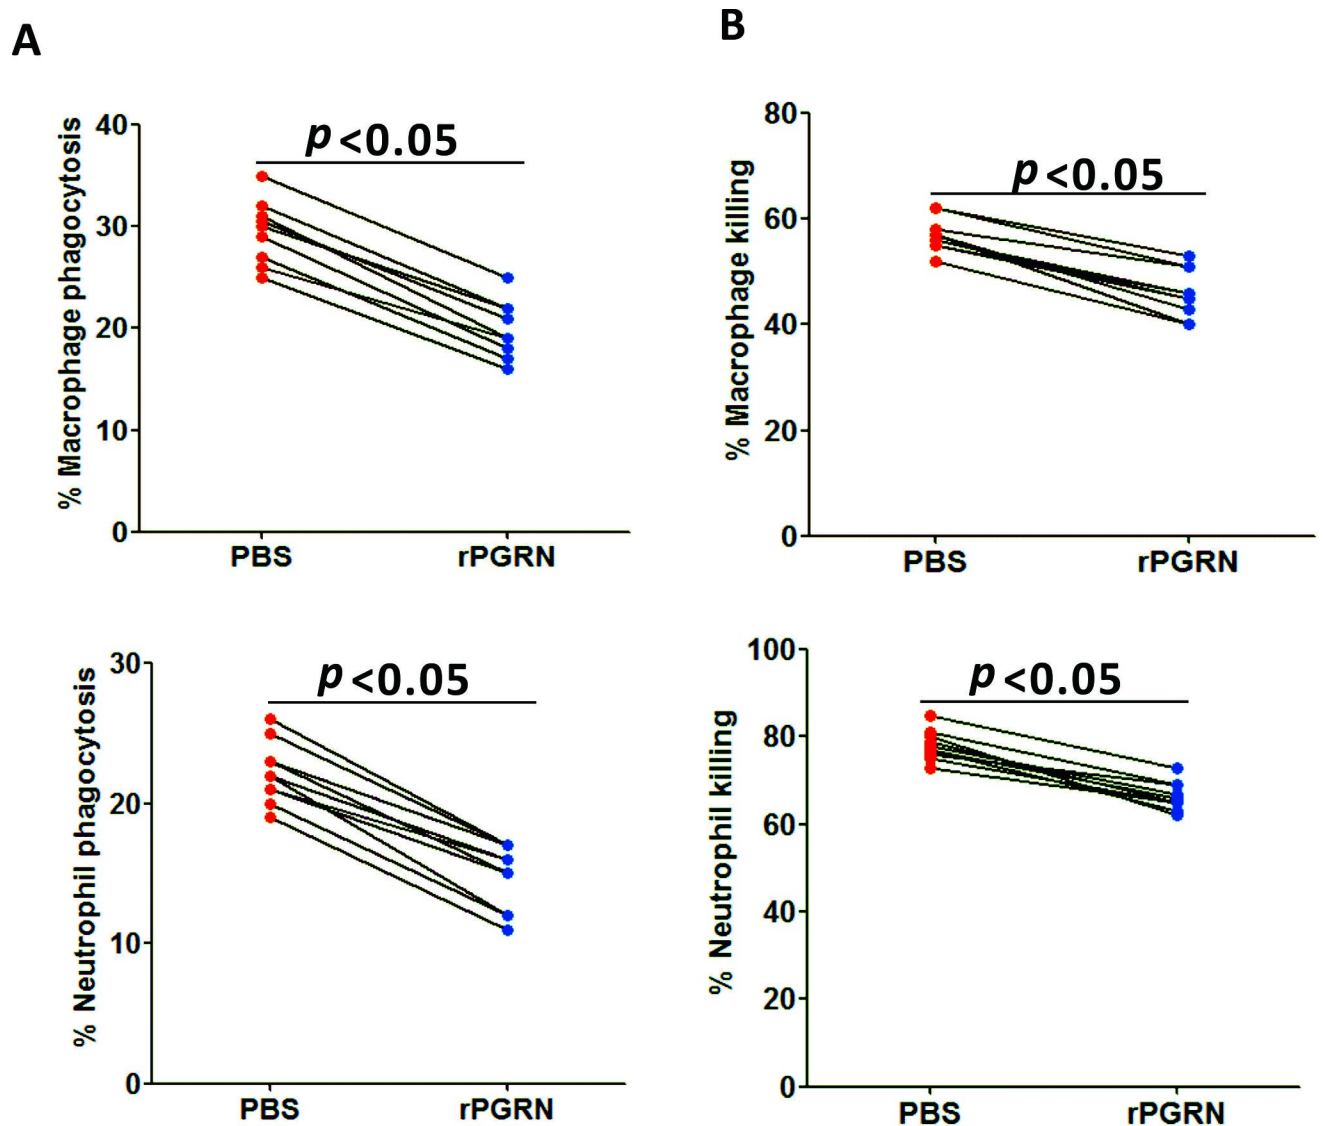 A
% Macrophage phagocytosis
40
30
20
10
0
p <0.05
PBS rPGRN
B
% Macrophage killing
80
60
40
20
0
p <0.05
PBS rPGRN
% Neutrophil phagocytosis
30
20
10
0
p <0.05
PBS rPGRN
% Neutrophil killing
100
80
60
40
20
0
p <0.05
PBS rPGRN